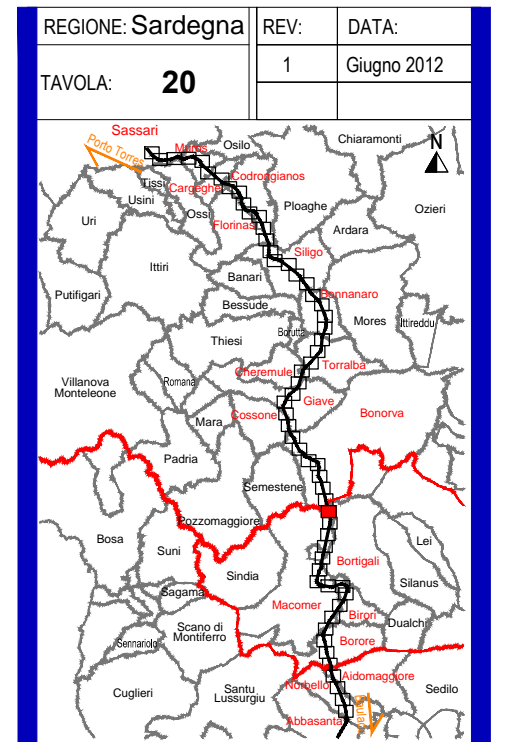 REGIONE: Sardegna
REV:
DATA:
TAVOLA: 20
1
Giugno 2012
Sassari
Porto Torres
Muros
Osilo
Chiaramonti
N
Tissi
Cargeghe
Codrongianos
Usini
Ossi
Ploaghe
Ozieri
Uri
Florinas
Ardara
Ittiri
Siligo
Banari
Putifigari
Bessude
Bonnanaro
Mores
Ittireddu
Thiesi
Borutta
Cheremule
Torralba
Villanova
Monteleone
Romana
Giave
Mara
Cossone
Bonorva
Padria
Semestene
Pozzomaggiore
Bosa
Suni
Lei
Bortigali
Sindia
Silanus
Sagama
Macomer
Birori
Dualchi
Scano di
Montiferro
Sennariolo
Borore
Norbello
Aidomaggiore
Cuglieri
Santu
Lussurgiu
Sedilo
Abbasanta